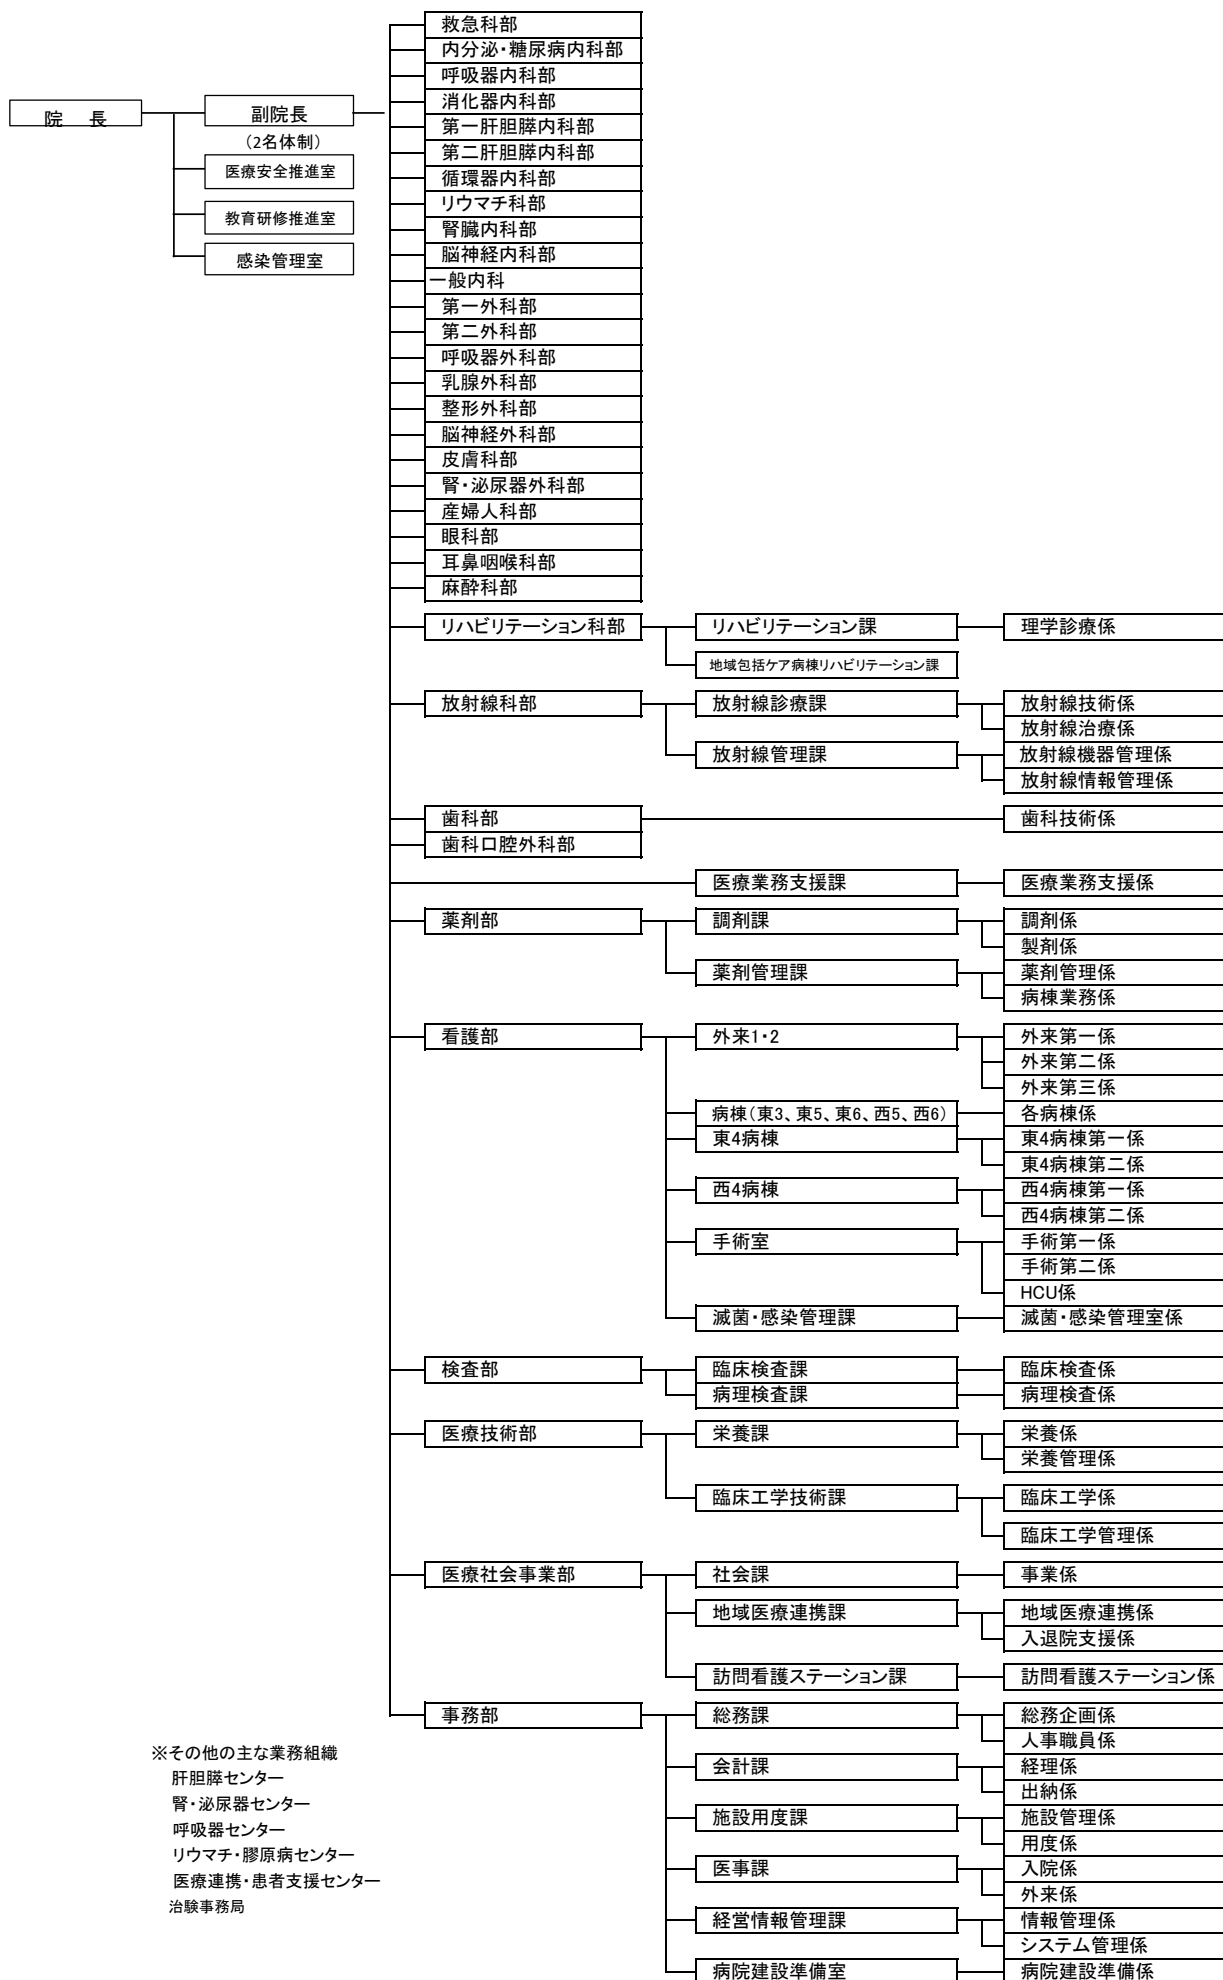 院　長
副院長
（2名体制）
医療安全推進室
教育研修推進室
感染管理室
救急科部
内分泌・糖尿病内科部
呼吸器内科部
消化器内科部
第一肝胆膵内科部
第二肝胆膵内科部
循環器内科部
リウマチ科部
腎臓内科部
脳神経内科部
一般内科
第一外科部
第二外科部
呼吸器外科部
乳腺外科部
整形外科部
脳神経外科部
皮膚科部
腎・泌尿器外科部
産婦人科部
眼科部
耳鼻咽喉科部
麻酔科部
リハビリテーション科部　リハビリテーション課　理学診療係
地域包括ケア病棟リハビリテーション課
放射線科部　放射線診療課　放射線技術係
放射線治療係
放射線管理課　放射線機器管理係
放射線情報管理係
歯科部　歯科技術係
歯科口腔外科部
医療業務支援課　医療業務支援係
薬剤部　調剤課　調剤係
製剤係
薬剤管理課　薬剤管理係
病棟業務係
看護部　外来1・2　外来第一係
外来第二係
外来第三係
病棟（東3、東5、東6、西5、西6）　各病棟係
東4病棟　東4病棟第一係
東4病棟第二係
西4病棟　西4病棟第一係
西4病棟第二係
手術室　手術第一係
手術第二係
HCU係
滅菌・感染管理課　滅菌・感染管理室係
検査部　臨床検査課　臨床検査係
病理検査課　病理検査係
医療技術部　栄養課　栄養係
栄養管理係
臨床工学技術課　臨床工学係
臨床工学管理係
医療社会事業部　社会課　事業係
地域医療連携課　地域医療連携係
入退院支援係
訪問看護ステーション課　訪問看護ステーション係
事務部　総務課　総務企画係
人事職員係
会計課　経理係
出納係
施設用度課　施設管理係
用度係
医事課　入院係
外来係
経営情報管理課　情報管理係
システム管理係
病院建設準備室　病院建設準備係
※その他の主な業務組織
肝胆膵センター
腎・泌尿器センター
呼吸器センター
リウマチ・膠原病センター
医療連携・患者支援センター
治験事務局